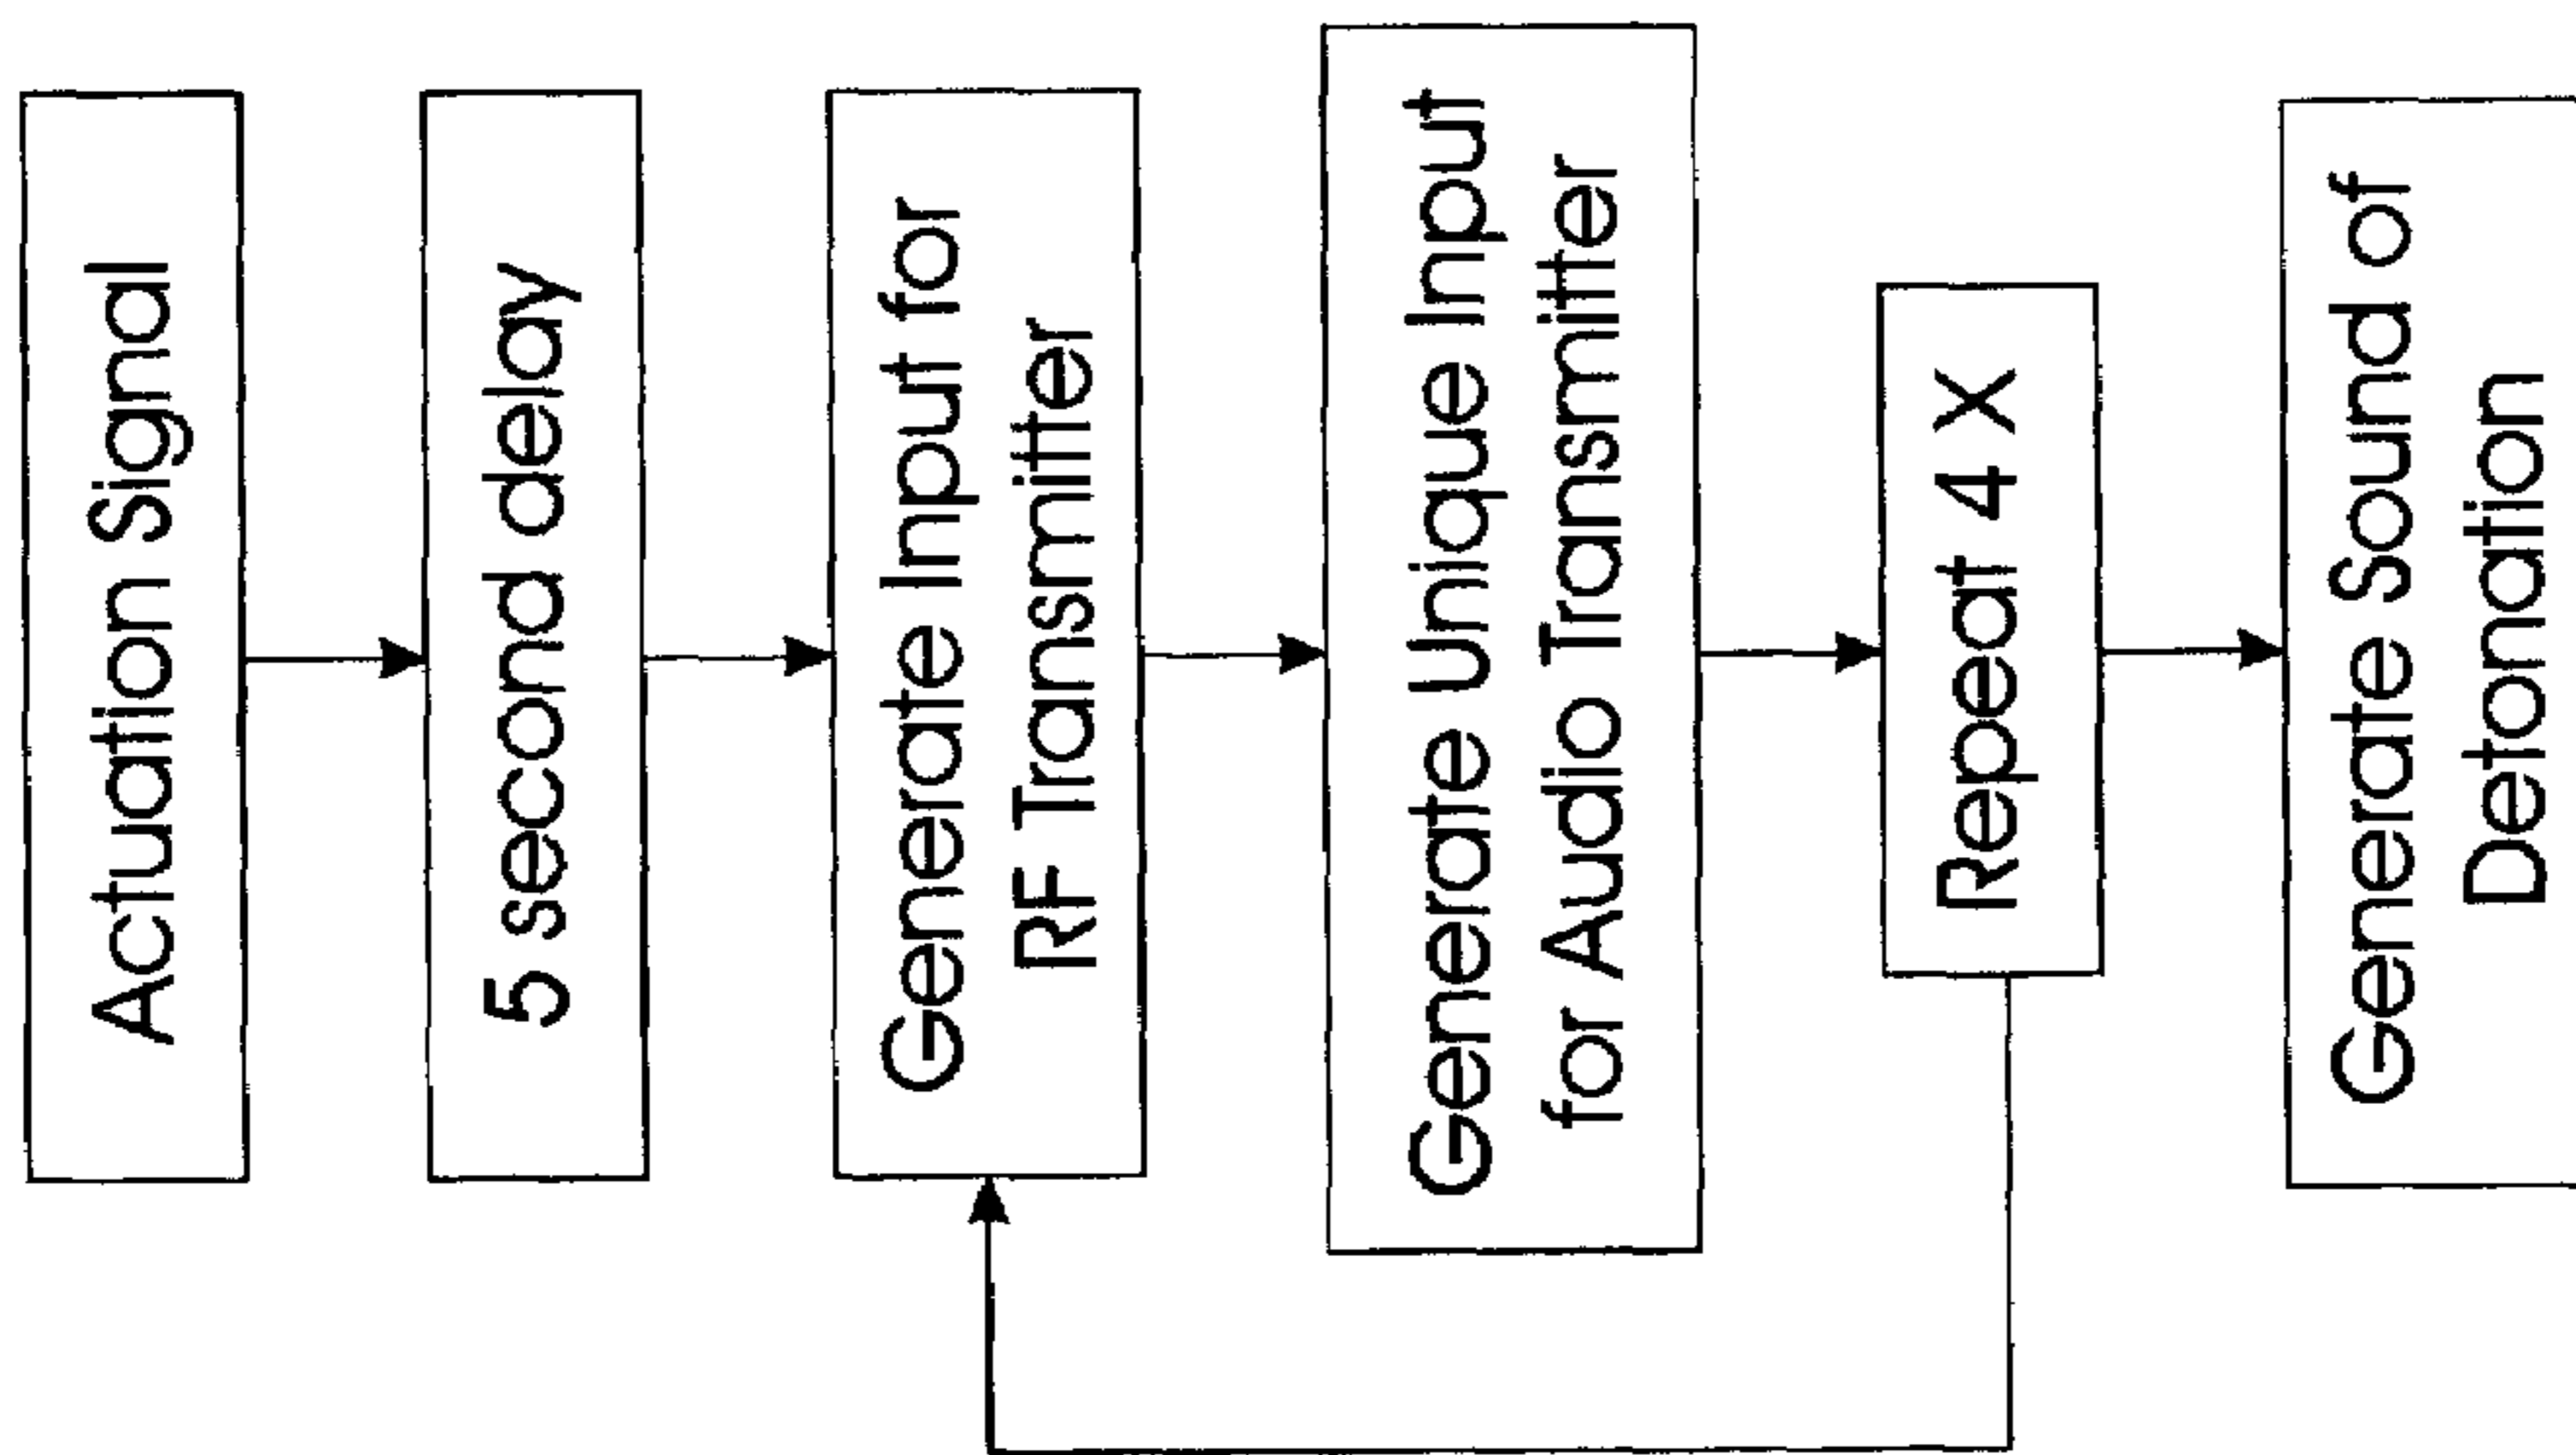 Actuation Signal
5 second delay
Generate Input for
RF Transmitter
Generate Unique Input
for Audio Transmitter
Repeat 4 X
Generate Sound of
Detonation